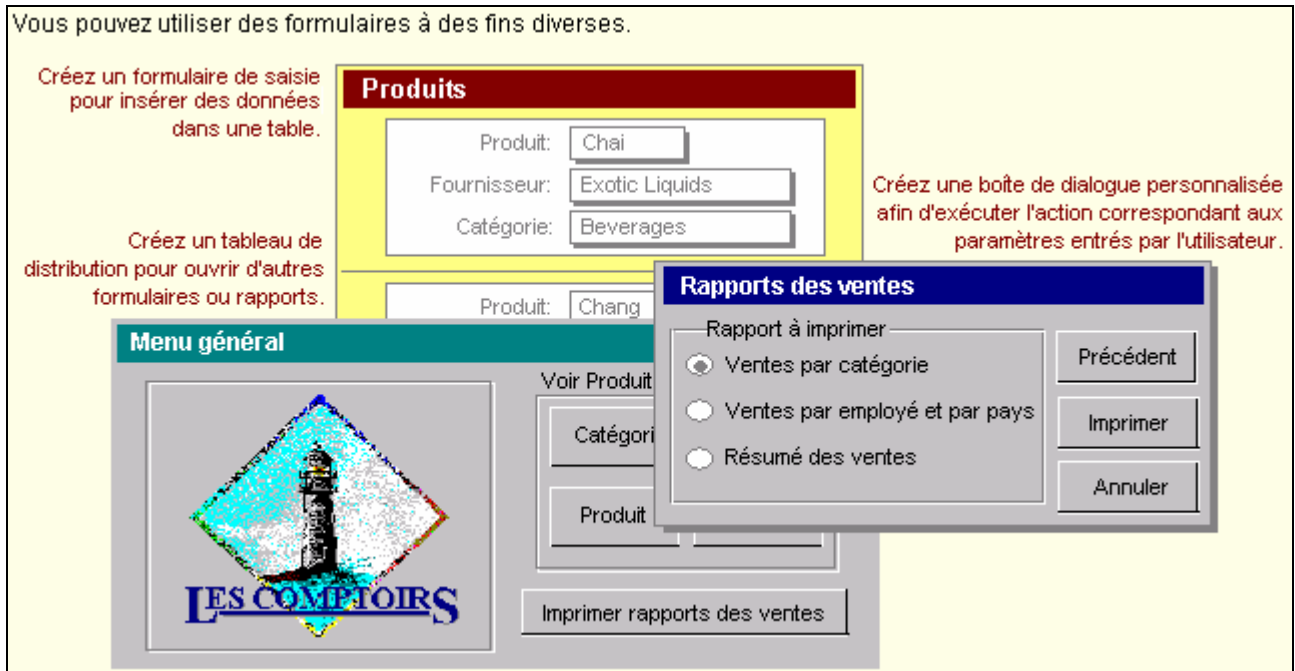 Vous pouvez utiliser des formulaires à des fins diverses.
Créez un formulaire de saisie
pour insérer des données
dans une table.
Produits
Produit: Chai
Fournisseur: Exotic Liquids
Catégorie: Beverages
Créez une boîte de dialogue personnalisée
afin d'exécuter l'action correspondant aux
paramètres entrés par l'utilisateur.
Créez un tableau de
distribution pour ouvrir d'autres
formulaires ou rapports.
Produit: Chang
Rapports des ventes
Rapport à imprimer
Ventes par catégorie
Ventes par employé et par pays
Résumé des ventes
Précédent
Imprimer
Annuler
Menu général
Voir Produit
Catégori
Produit
LES COMPTOIRS
Imprimer rapports des ventes